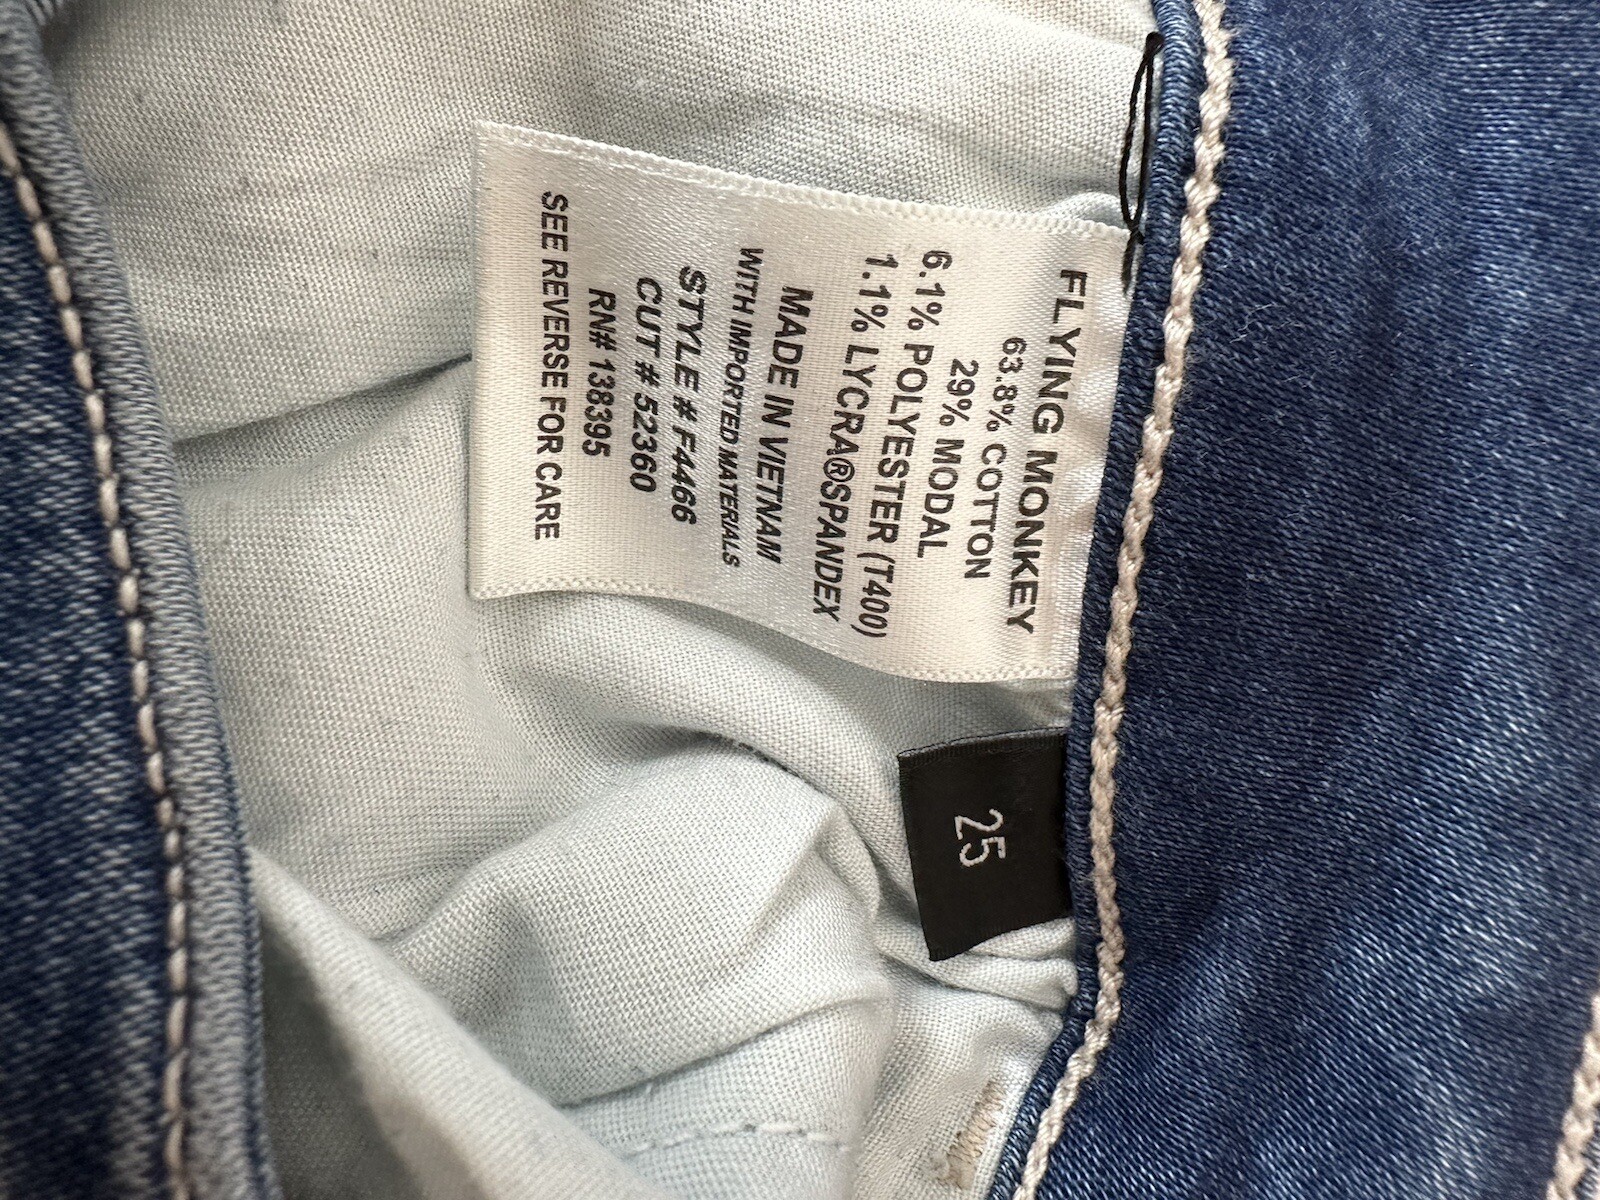 FLYING MONKEY
63.8% COTTON
29% MODAL
6.1% POLYESTER (T400)
1.1% LYCRA®SPANDEX
MADE IN VIETNAM
WITH IMPORTED MATERIALS
STYLE # F4466
CUT # 52360
RN# 138395
SEE REVERSE FOR CARE
25